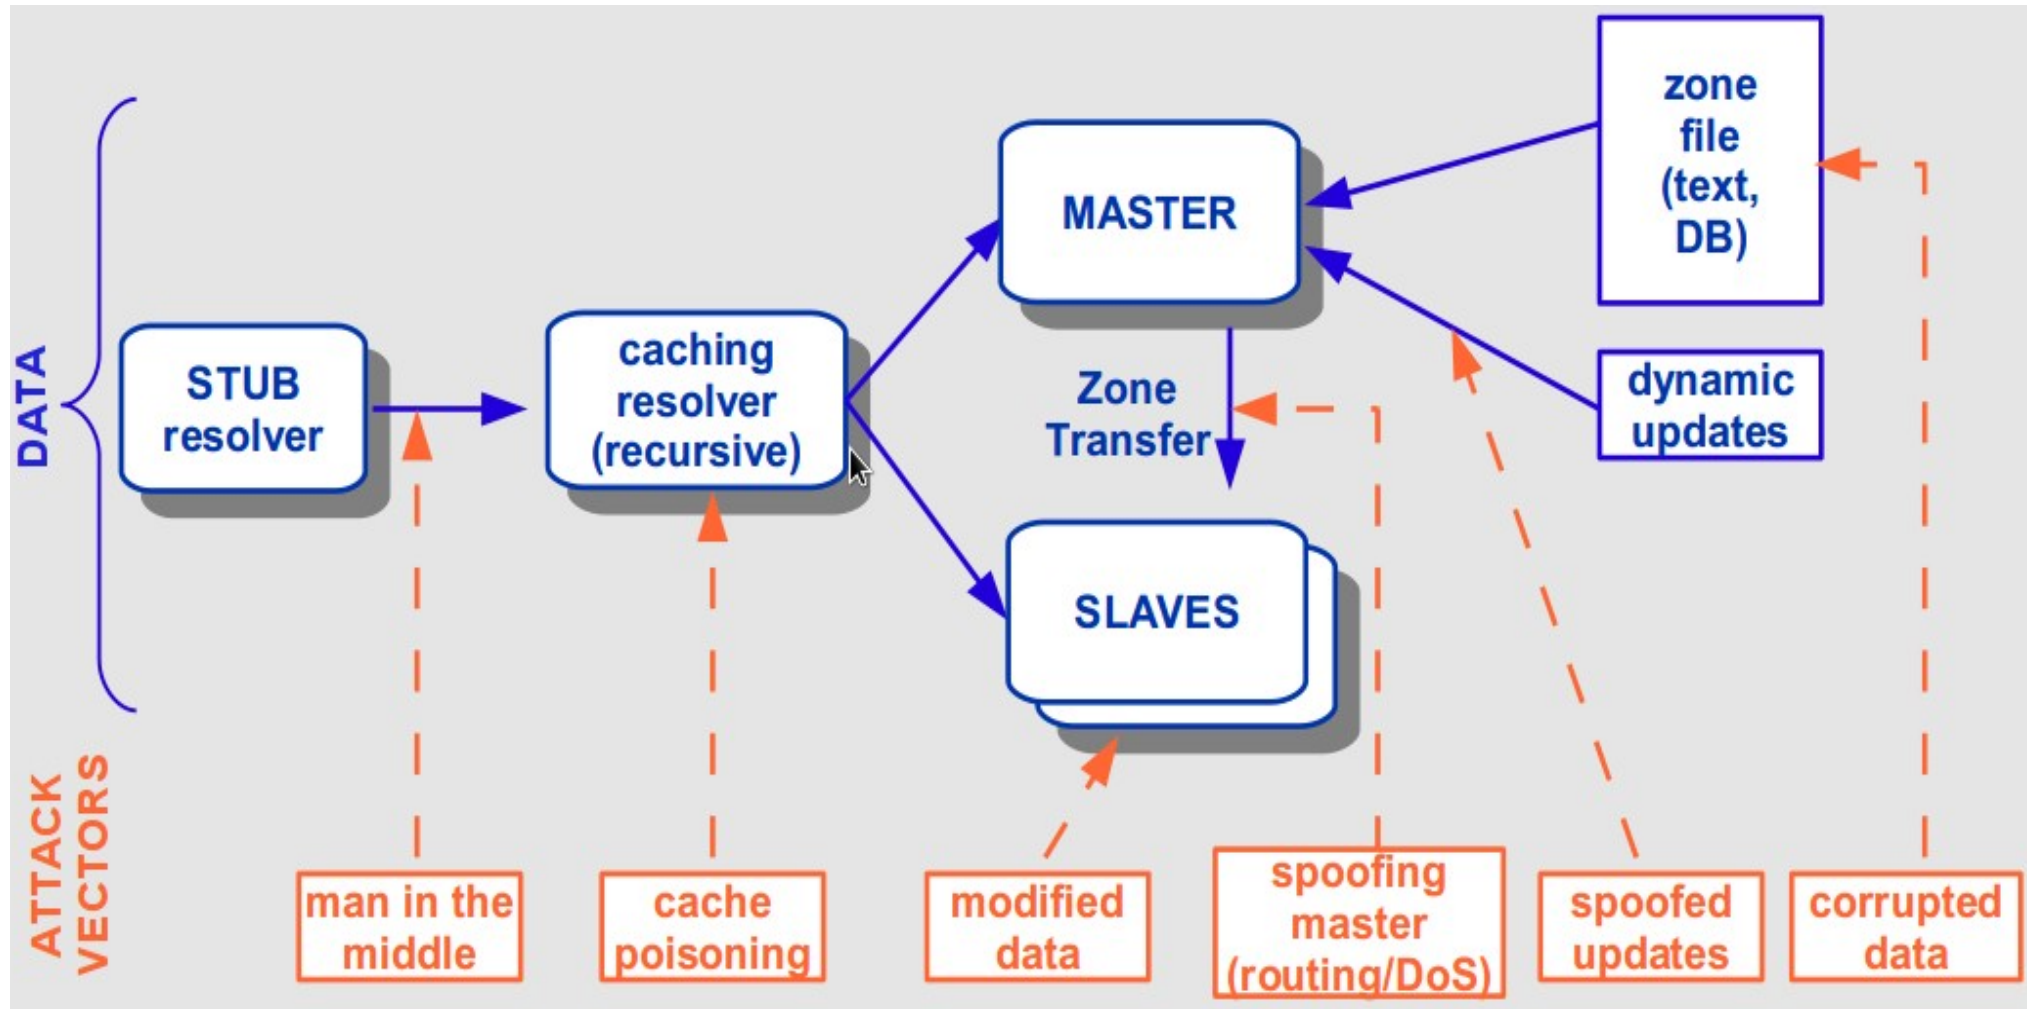 DATA
STUB
resolver
caching
resolver
(recursive)
MASTER
Zone
Transfer
SLAVES
zone
file
(text,
DB)
dynamic
updates
ATTACK
VECTORS
man in the
middle
cache
poisoning
modified
data
spoofing
master
(routing/DoS)
spoofed
updates
corrupted
data